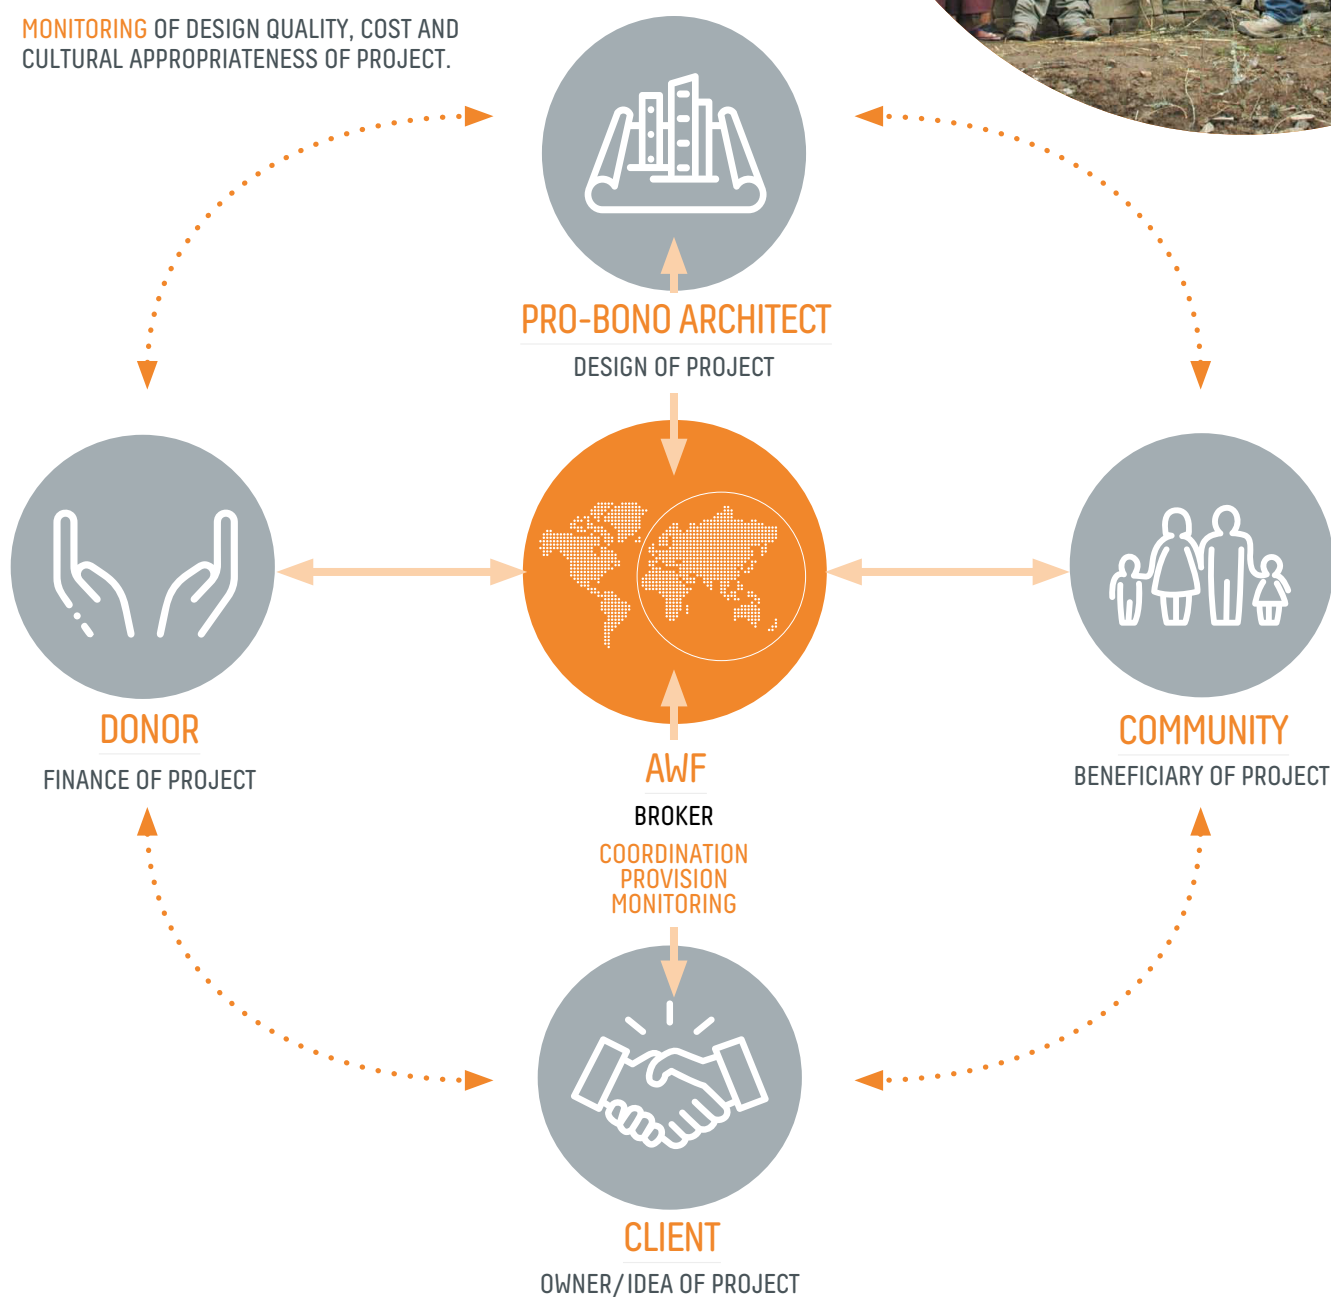 MONITORING OF DESIGN QUALITY, COST AND
CULTURAL APPROPRIATENESS OF PROJECT.
PRO-BONO ARCHITECT
DESIGN OF PROJECT
DONOR
FINANCE OF PROJECT
AWF
BROKER
COORDINATION
PROVISION
MONITORING
COMMUNITY
BENEFICIARY OF PROJECT
CLIENT
OWNER/IDEA OF PROJECT